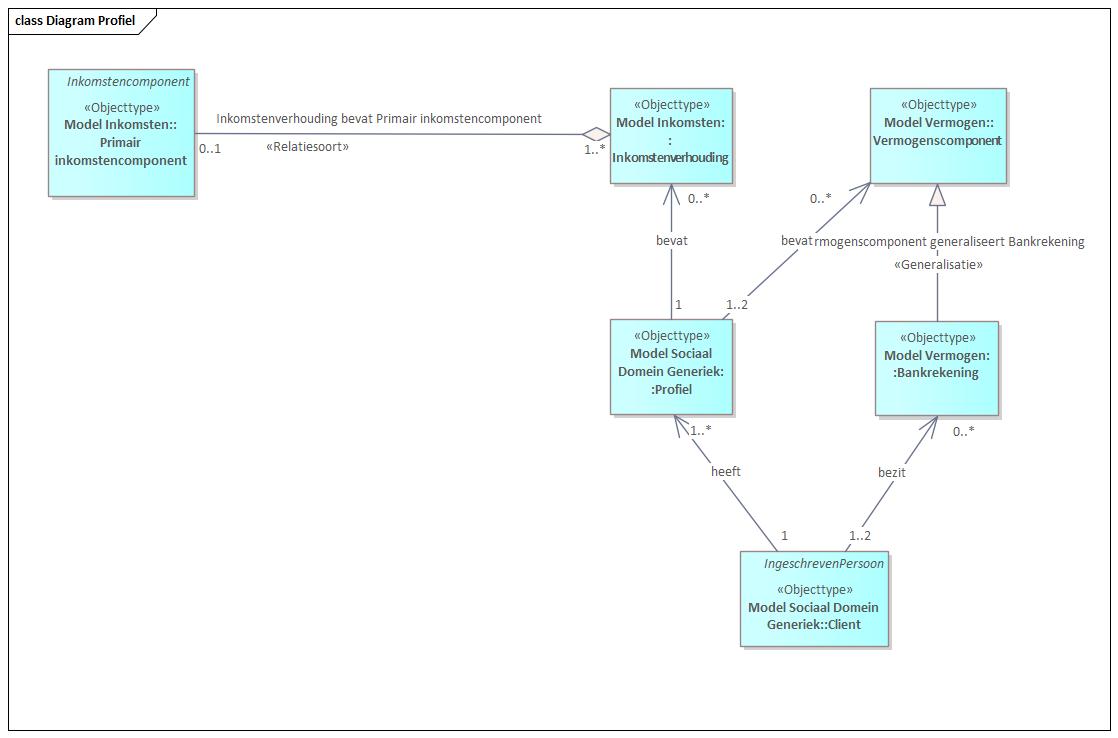 class Diagram Profiel
Inkomstencomponent
«Objecttype»
Model Inkomsten::
Primair
inkomstencomponent
Inkomstenverhouding bevat Primair inkomstencomponent
0..1
«Relatiesoort»
1..*
«Objecttype»
Model Inkomsten:
:
Inkomstenverhouding
«Objecttype»
Model Vermogen::
Vermogenscomponent
0..*
0..*
bevat
bevat
rmogenscomponent generaliseert Bankrekening
«Generalisatie»
1
1..2
«Objecttype»
Model Sociaal
Domein Generiek:
:Profiel
«Objecttype»
Model Vermogen:
:Bankrekening
1..*
0..*
heeft
bezit
1
1..2
IngeschrevenPersoon
«Objecttype»
Model Sociaal Domein
Generiek::Client